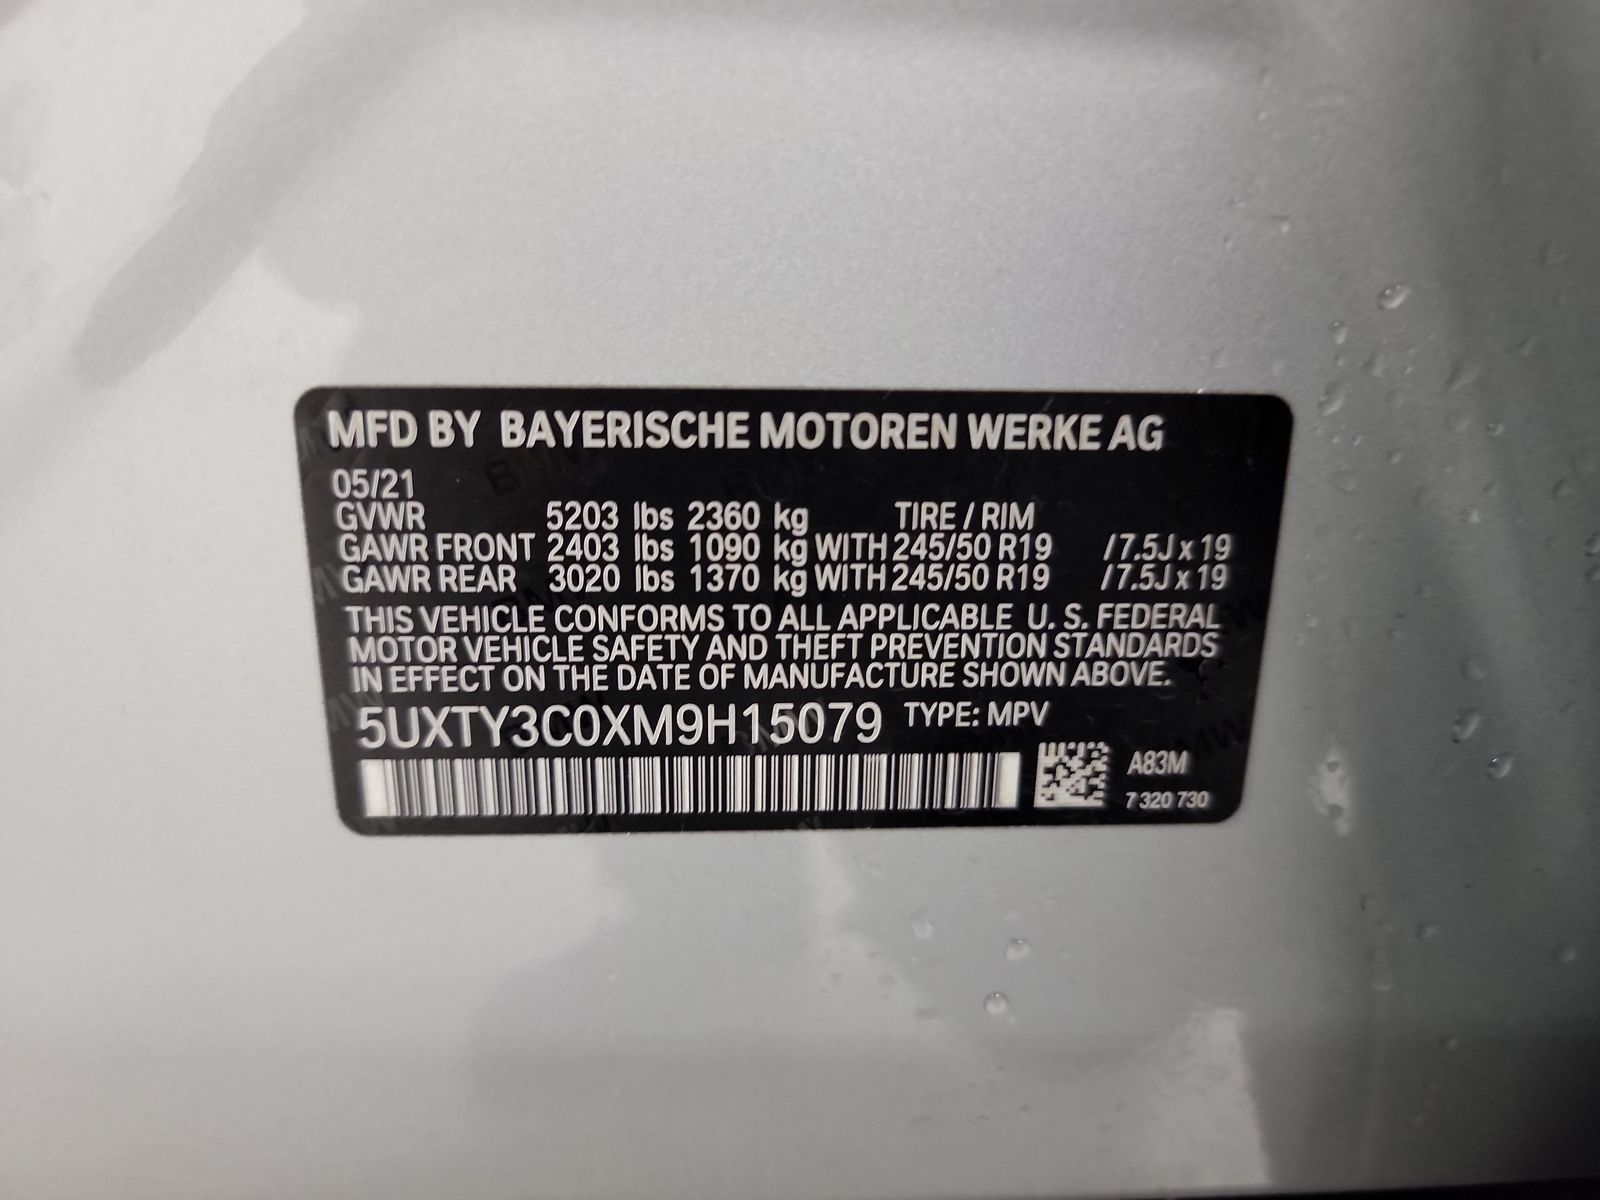 MFD BY BAYERISCHE MOTOREN WERKE AG
05/21
GVWR 5203 lbs 2360 kg TIRE / RIM
GAWR FRONT 2403 lbs 1090 kg WITH 245/50 R19 / 7.5J x 19
GAWR REAR 3020 lbs 1370 kg WITH 245/50 R19 / 7.5J x 19
THIS VEHICLE CONFORMS TO ALL APPLICABLE U. S. FEDERAL
MOTOR VEHICLE SAFETY AND THEFT PREVENTION STANDARDS
IN EFFECT ON THE DATE OF MANUFACTURE SHOWN ABOVE.
5UXTY3C0XM9H15079 TYPE: MPV
A83M
7 320 730